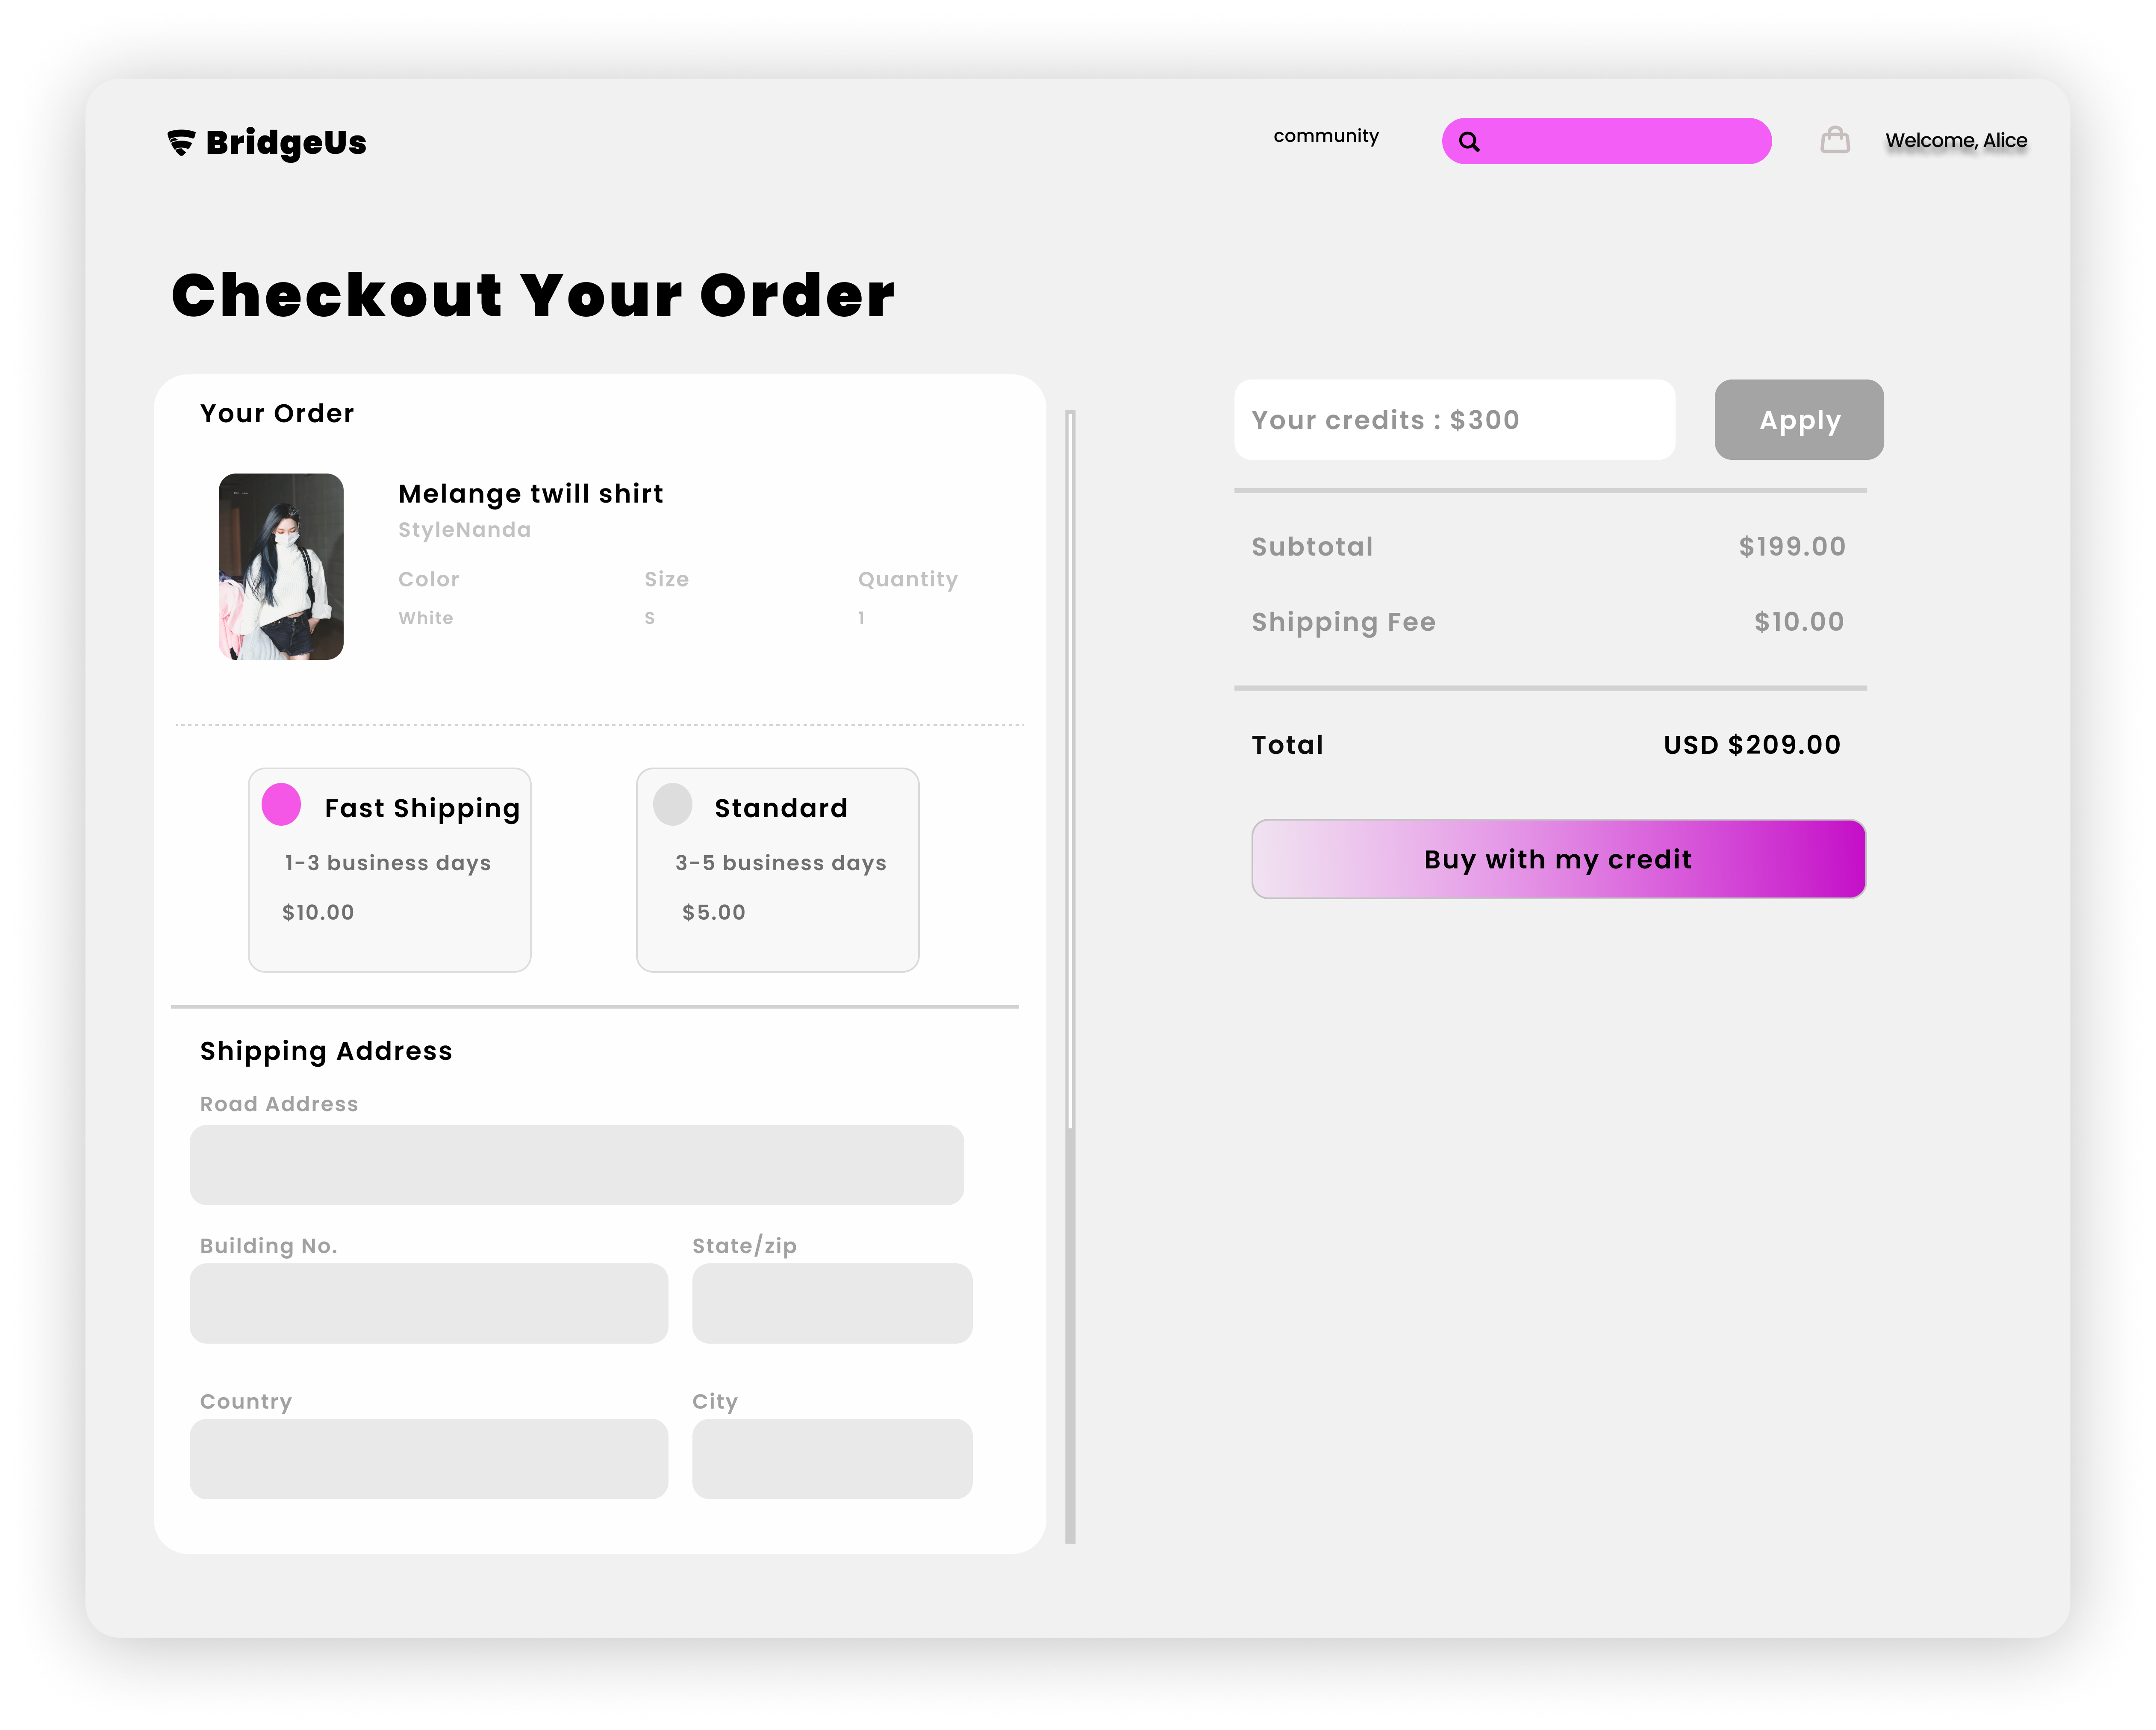 BridgeUs
community
Welcome, Alice
Checkout Your Order
Your Order
Melange twill shirt
StyleNanda
Color Size Quantity
White S 1
Fast Shipping
1-3 business days
$10.00
Standard
3-5 business days
$5.00
Shipping Address
Road Address
Building No. State/zip
Country City
Your credits : $300
Apply
Subtotal $199.00
Shipping Fee $10.00
Total USD $209.00
Buy with my credit